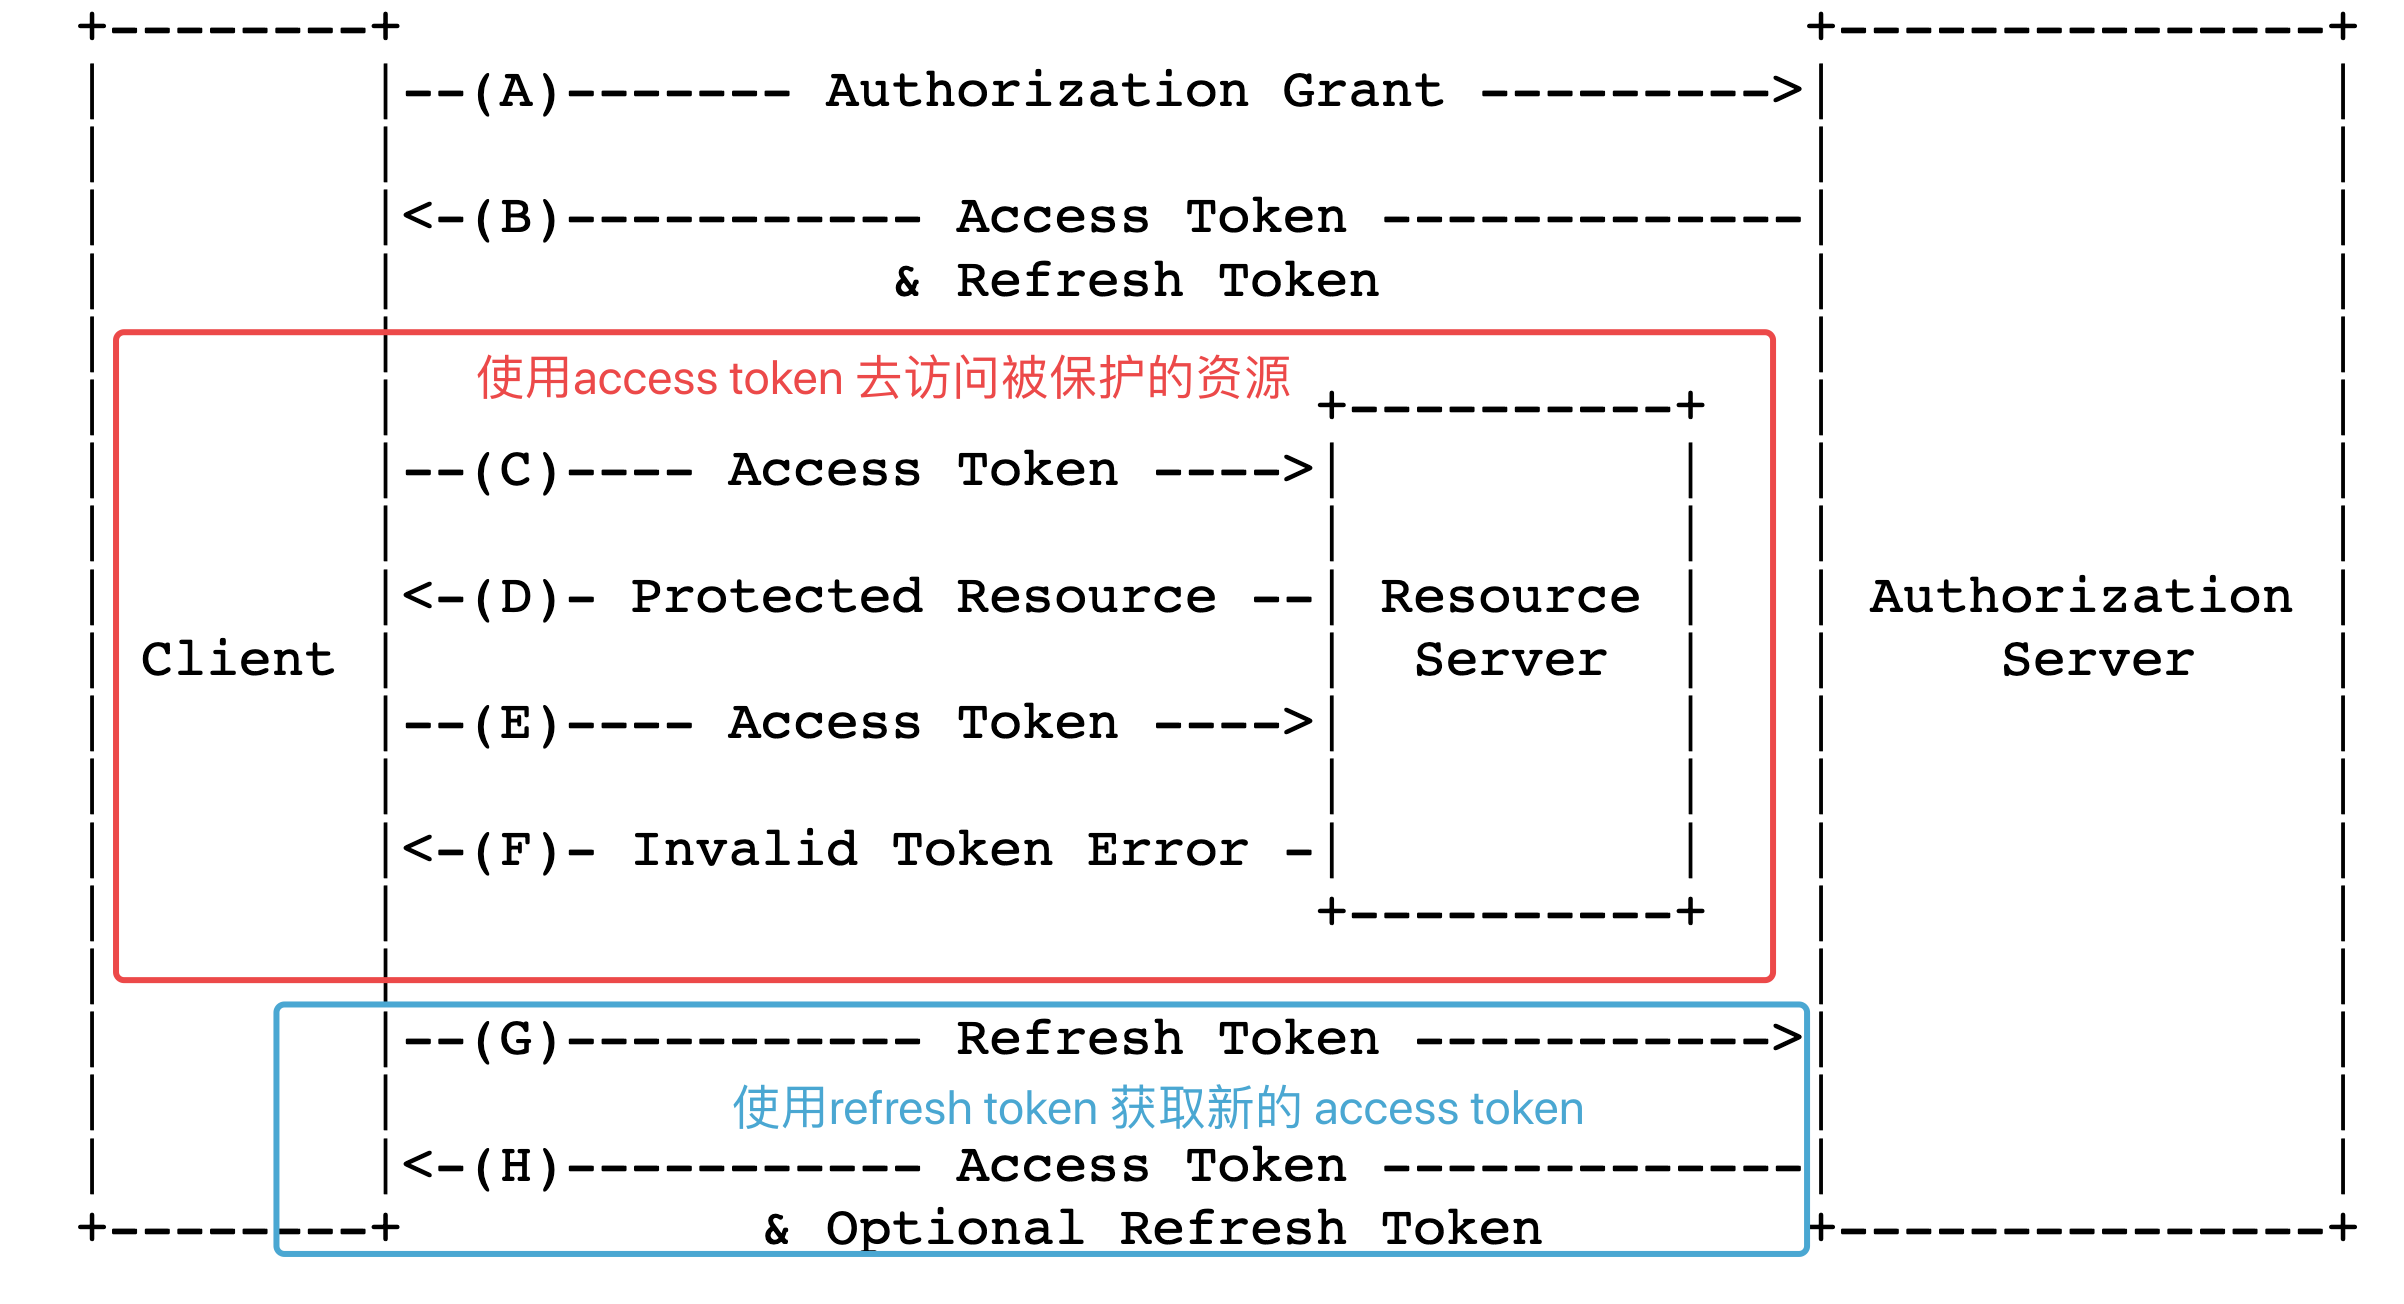 +--------+                                           +---------------+
|        |--(A)------- Authorization Grant --------->|               |
|        |                                           |               |
|        |<-(B)----------- Access Token -------------|               |
|        |               & Refresh Token             |               |
|        |                                           |               |
使用access token 去访问被保护的资源
|        |                            +----------+   |               |
|        |--(C)---- Access Token ---->|          |   |               |
|        |                            |          |   |               |
|        |<-(D)- Protected Resource --| Resource |   | Authorization |
| Client |                            |  Server  |   |     Server    |
|        |--(E)---- Access Token ---->|          |   |               |
|        |                            |          |   |               |
|        |<-(F)- Invalid Token Error -|          |   |               |
|        |                            +----------+   |               |
|        |                                           |               |
|        |--(G)----------- Refresh Token ----------->|               |
使用refresh token 获取新的 access token
|        |<-(H)----------- Access Token -------------|               |
+--------+           & Optional Refresh Token        +---------------+